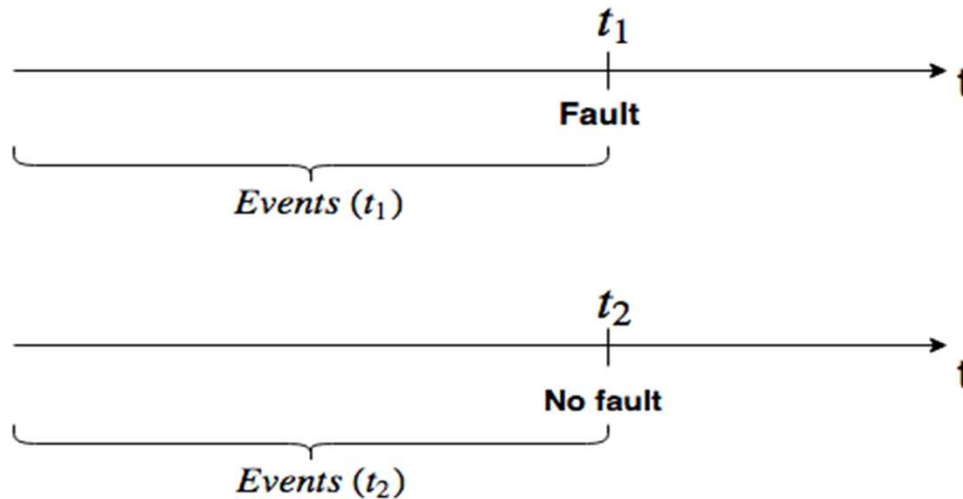 t₁
t
Fault
Events (t₁)
t₂
t
No fault
Events (t₂)